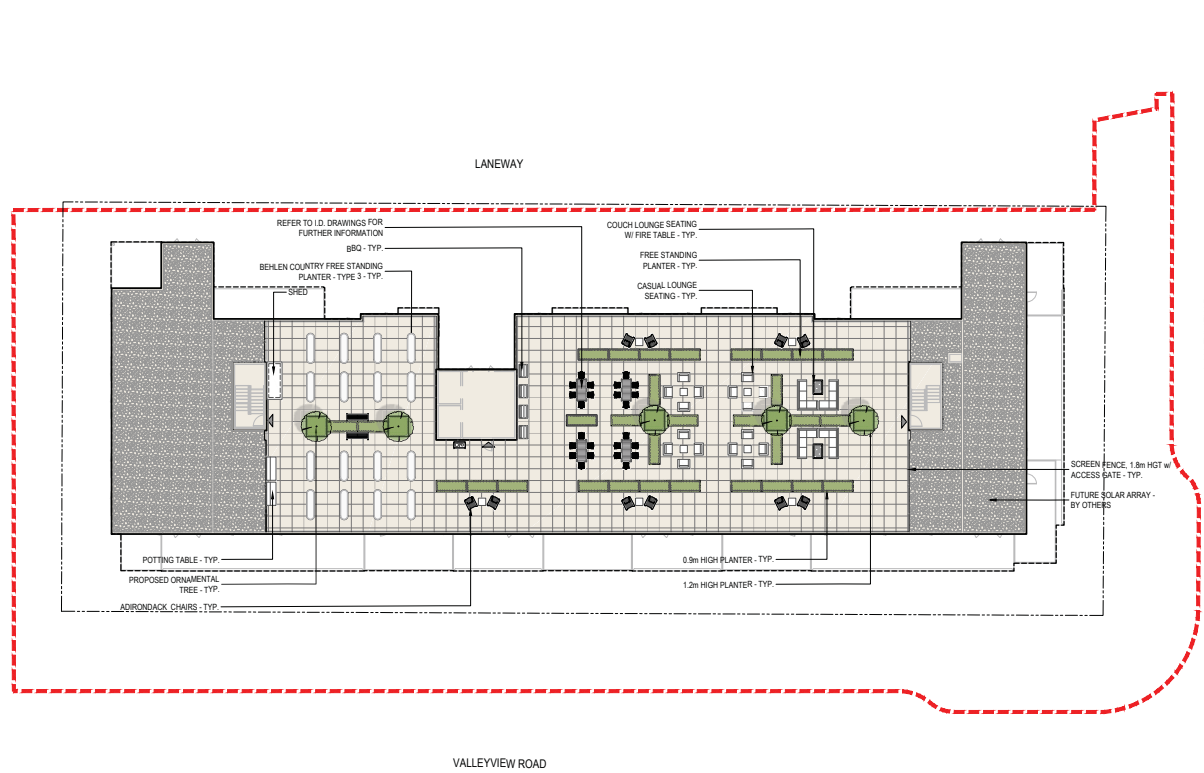 LANEWAY
REFER TO I.D. DRAWINGS FOR
FURTHER INFORMATION
BBQ - TYP.
BEHLEN COUNTRY FREE STANDING
PLANTER - TYPE 3 - TYP.
SHED
COUCH LOUNGE SEATING
W/ FIRE TABLE - TYP.
FREE STANDING
PLANTER - TYP.
CASUAL LOUNGE
SEATING - TYP.
SCREEN FENCE, 1.8m HGT w/
ACCESS GATE - TYP.
FUTURE SOLAR ARRAY -
BY OTHERS
POTTING TABLE - TYP.
PROPOSED ORNAMENTAL
TREE - TYP.
ADIRONDACK CHAIRS - TYP.
0.9m HIGH PLANTER - TYP.
1.2m HIGH PLANTER - TYP.
VALLEYVIEW ROAD